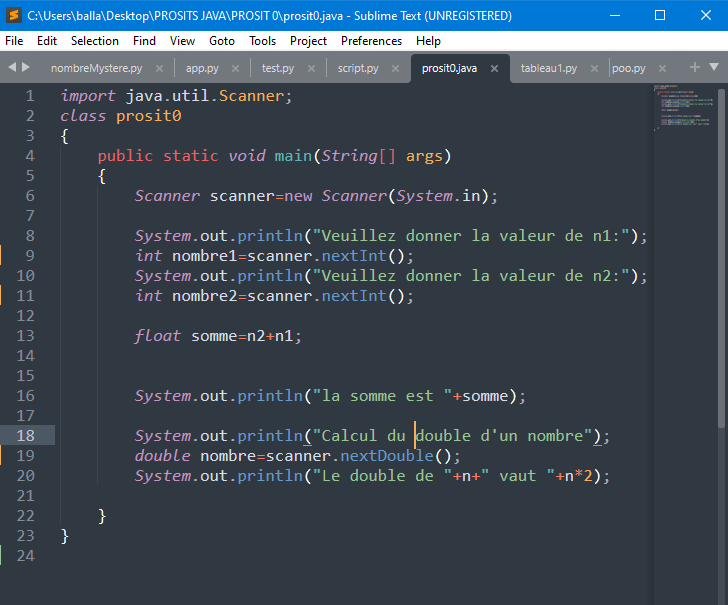 C:\Users\balla\Desktop\PROSITS JAVA\PROSIT 0\prosit0.java - Sublime Text (UNREGISTERED)
File Edit Selection Find View Goto Tools Project Preferences Help
nombreMystere.py app.py test.py script.py prosit0.java tableau1.py poo.py
1 import java.util.Scanner;
2 class prosit0
3 {
4 public static void main(String[] args)
5 {
6 Scanner scanner=new Scanner(System.in);
7
8 System.out.println("Veuillez donner la valeur de n1:");
9 int nombre1=scanner.nextInt();
10 System.out.println("Veuillez donner la valeur de n2:");
11 int nombre2=scanner.nextInt();
12
13 float somme=n2+n1;
14
15
16 System.out.println("la somme est "+somme);
17
18 System.out.println("Calcul du double d'un nombre");
19 double nombre=scanner.nextDouble();
20 System.out.println("Le double de "+n+" vaut "+n*2);
21
22 }
23 }
24